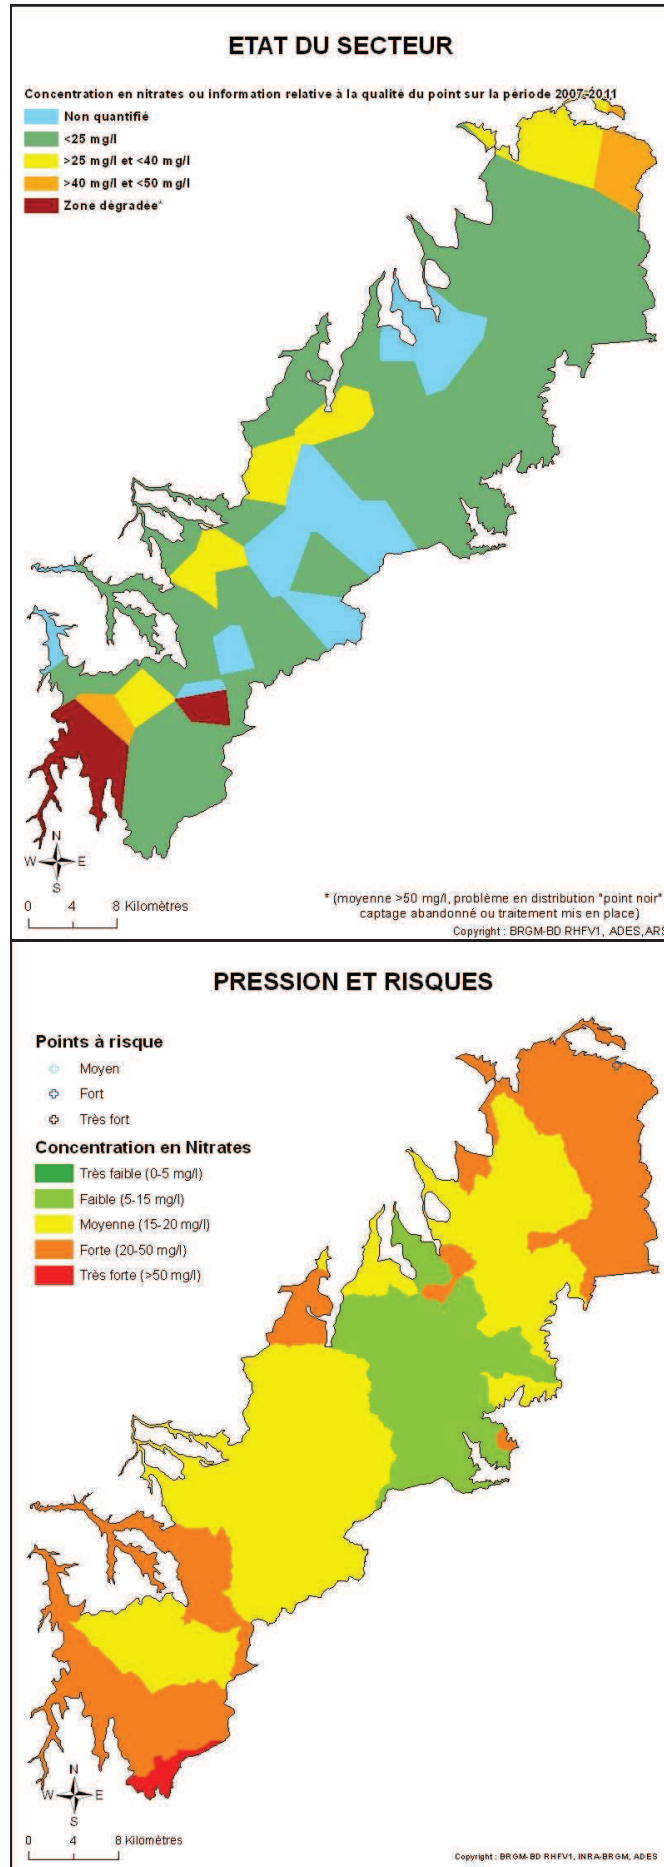 ETAT DU SECTEUR
Concentration en nitrates ou information relative à la qualité du point sur la période 2007-2011
Non quantifié
<25 mg/l
>25 mg/l et <40 mg/l
>40 mg/l et <50 mg/l
Zone dégradée*
N
W E
S
0 4 8 Kilomètres
* (moyenne >50 mg/l, problème en distribution "point noir"
captage abandonné ou traitement mis en place)
Copyright : BRGM-BD RHFV1, ADES,ARS
PRESSION ET RISQUES
Points à risque
Moyen
Fort
Très fort
Concentration en Nitrates
Très faible (0-5 mg/l)
Faible (5-15 mg/l)
Moyenne (15-20 mg/l)
Forte (20-50 mg/l)
Très forte (>50 mg/l)
N
W E
S
0 4 8 Kilomètres
Copyright : BRGM-BD RHFV1, INRA-BRGM, ADES